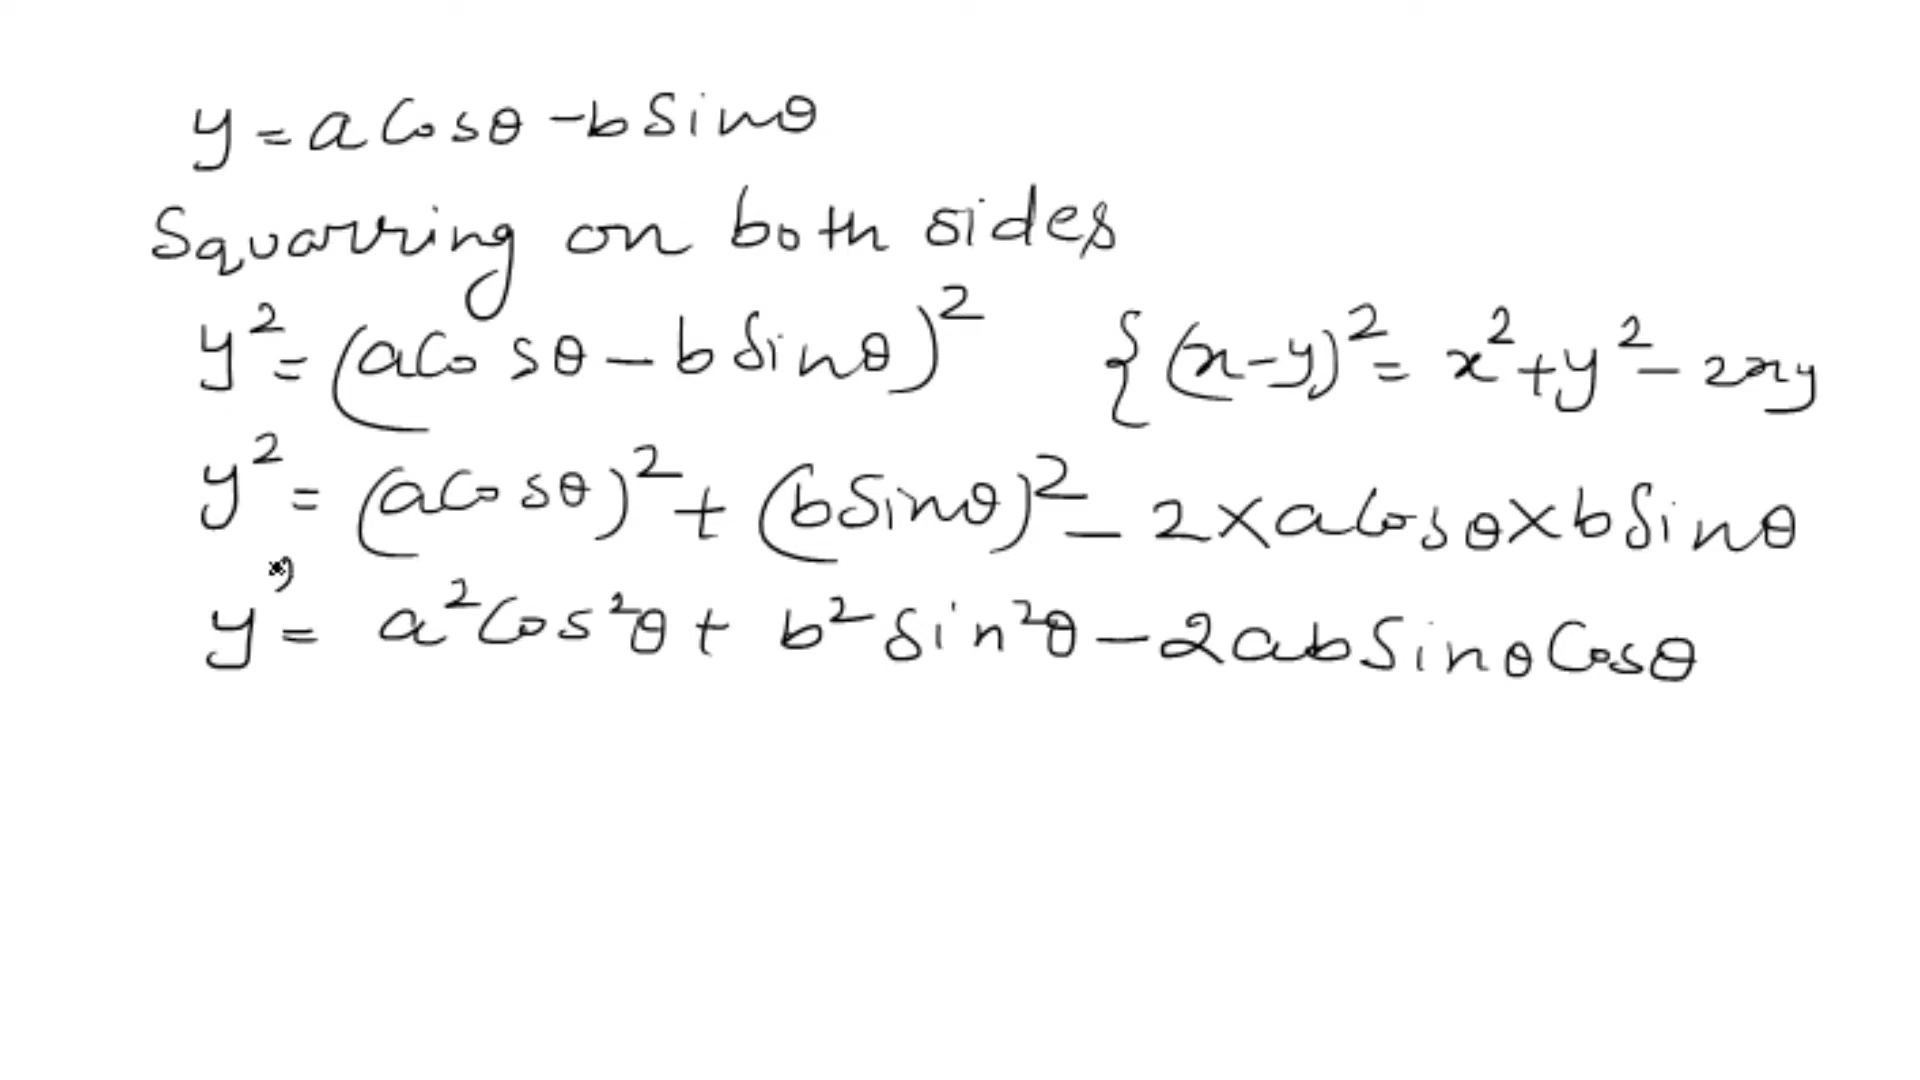 y = a Cosθ - b Sinθ
Squarring on both sides
y² = (a Cosθ - b Sinθ)² {(x-y)² = x² + y² - 2xy
y² = (a Cosθ)² + (b Sinθ)² - 2 × a Cosθ × b Sinθ
y = a² Cos²θ + b² Sin²θ - 2ab Sinθ Cosθ